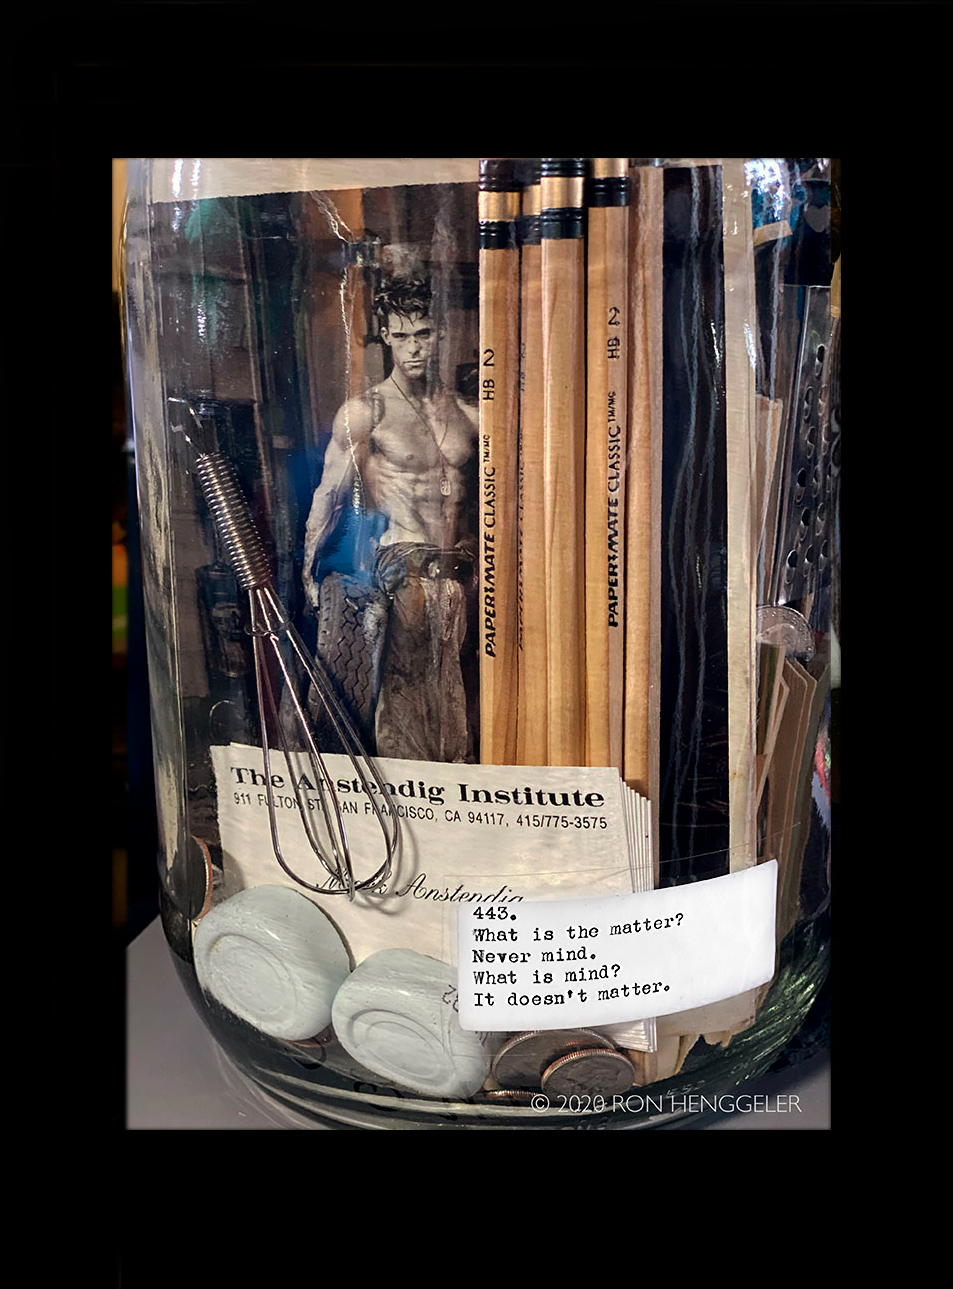 HB 2
PAPER MATE CLASSIC TM/MC
HB 2
PAPER MATE CLASSIC TM/MC
The Anstendig Institute
911 FULTON ST. SAN FRANCISCO, CA 94117, 415/775-3575
Mark Anstendig
443.
What is the matter?
Never mind.
What is mind?
It doesn't matter.
© 2020 RON HENGGELER